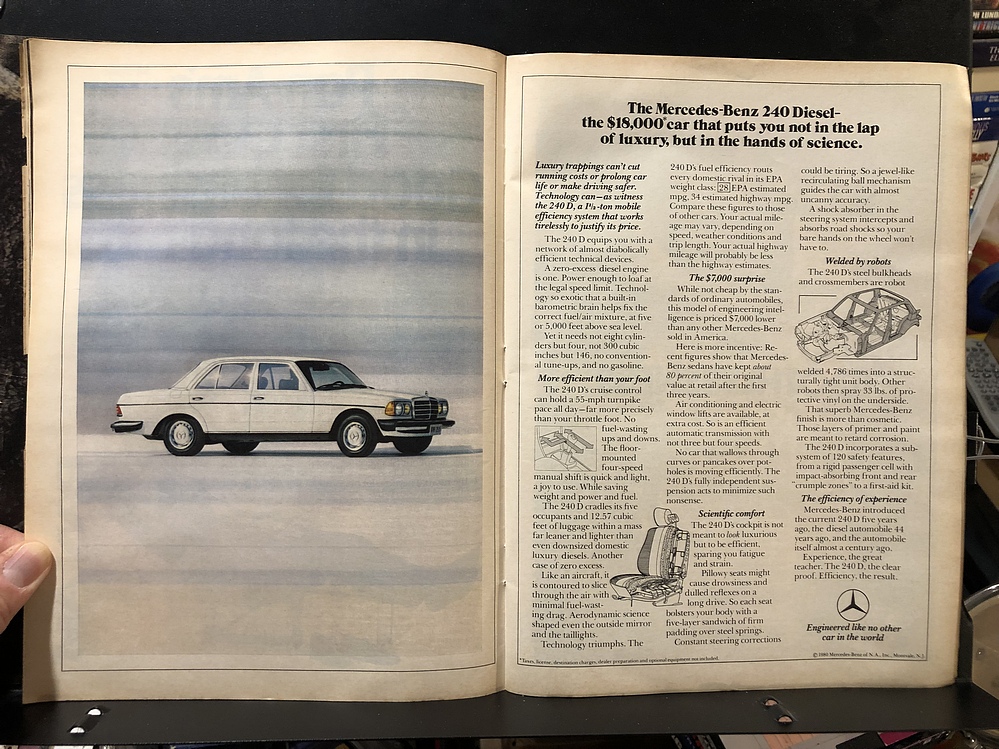 The Mercedes-Benz 240 Diesel-
the $18,000* car that puts you not in the lap
of luxury, but in the hands of science.
Luxury trappings can't cut
running costs or prolong car
life or make driving safer.
Technology can—as witness
the 240 D, a 1⅗-ton mobile
efficiency system that works
tirelessly to justify its price.
The 240 D equips you with a
network of almost diabolically
efficient technical devices.
A zero-excess diesel engine
is one. Power enough to loaf at
the legal speed limit. Technol-
ogy so exotic that a built-in
barometric brain helps fix the
correct fuel/air mixture, at five
or 5,000 feet above sea level.
Yet it needs not eight cylin-
ders but four, not 300 cubic
inches but 146, no convention-
al tune-ups, and no gasoline.
More efficient than your foot
The 240 D's cruise control
can hold a 55-mph turnpike
pace all day—far more precisely
than your throttle foot. No
fuel-wasting
ups and downs.
The floor-
mounted
four-speed
manual shift is quick and light,
a joy to use. While saving
weight and power and fuel.
The 240 D cradles its five
occupants and 12.57 cubic
feet of luggage within a mass
far leaner and lighter than
even downsized domestic
luxury diesels. Another
case of zero excess.
Like an aircraft, it
is contoured to slice
through the air with
minimal fuel-wast-
ing drag. Aerodynamic science
shaped even the outside mirror
and the taillights.
Technology triumphs. The
240 D's fuel efficiency routs
every domestic rival in its EPA
weight class: 28 EPA estimated
mpg, 34 estimated highway mpg.
Compare these figures to those
of other cars. Your actual mile-
age may vary, depending on
speed, weather conditions and
trip length. Your actual highway
mileage will probably be less
than the highway estimates.
The $7,000 surprise
While not cheap by the stan-
dards of ordinary automobiles,
this model of engineering intel-
ligence is priced $7,000 lower
than any other Mercedes-Benz
sold in America.
Here is more incentive: Re-
cent figures show that Mercedes-
Benz sedans have kept about
80 percent of their original
value at retail after the first
three years.
Air conditioning and electric
window lifts are available, at
extra cost. So is an efficient
automatic transmission with
not three but four speeds.
No car that wallows through
curves or pancakes over pot-
holes is moving efficiently. The
240 D's fully independent sus-
pension acts to minimize such
nonsense.
Scientific comfort
The 240 D's cockpit is not
meant to look luxurious
but to be efficient,
sparing you fatigue
and strain.
Pillowy seats might
cause drowsiness and
dulled reflexes on a
long drive. So each seat
bolsters your body with a
five-layer sandwich of firm
padding over steel springs.
Constant steering corrections
could be tiring. So a jewel-like
recirculating ball mechanism
guides the car with almost
uncanny accuracy.
A shock absorber in the
steering system intercepts and
absorbs road shocks so your
bare hands on the wheel won't
have to.
Welded by robots
The 240 D's steel bulkheads
and crossmembers are robot
welded 4,786 times into a struc-
turally tight unit body. Other
robots then spray 33 lbs. of pro-
tective vinyl on the underside.
That superb Mercedes-Benz
finish is more than cosmetic.
Those layers of primer and paint
are meant to retard corrosion.
The 240 D incorporates a sub-
system of 120 safety features,
from a rigid passenger cell with
impact-absorbing front and rear
"crumple zones" to a first-aid kit.
The efficiency of experience
Mercedes-Benz introduced
the current 240 D five years
ago, the diesel automobile 44
years ago, and the automobile
itself almost a century ago.
Experience, the great
teacher. The 240 D, the clear
proof. Efficiency, the result.
Engineered like no other
car in the world
*Taxes, license, destination charges, dealer preparation and optional equipment not included.
© 1980 Mercedes-Benz of N. A., Inc., Montvale, N.J.